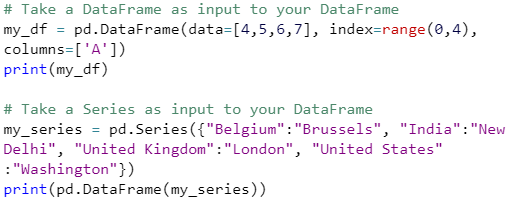 # Take a DataFrame as input to your DataFrame
my_df = pd.DataFrame(data=[4,5,6,7], index=range(0,4),
columns=['A'])
print(my_df)

# Take a Series as input to your DataFrame
my_series = pd.Series({"Belgium":"Brussels", "India":"New
Delhi", "United Kingdom":"London", "United States"
:"Washington"})
print(pd.DataFrame(my_series))